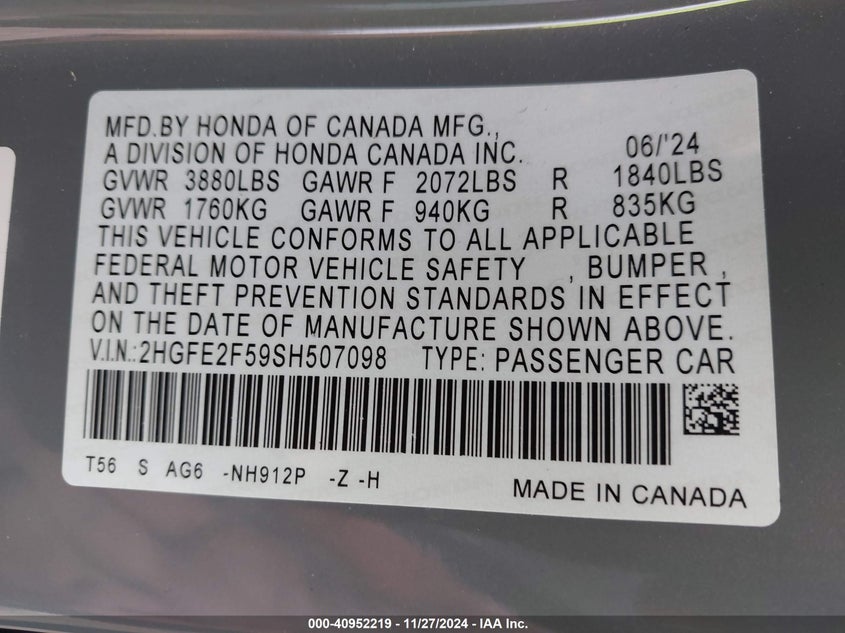 MFD.BY HONDA OF CANADA MFG.,
A DIVISION OF HONDA CANADA INC. 06/'24
GVWR 3880LBS GAWR F 2072LBS R 1840LBS
GVWR 1760KG GAWR F 940KG R 835KG
THIS VEHICLE CONFORMS TO ALL APPLICABLE
FEDERAL MOTOR VEHICLE SAFETY , BUMPER ,
AND THEFT PREVENTION STANDARDS IN EFFECT
ON THE DATE OF MANUFACTURE SHOWN ABOVE.
V.I.N.:2HGFE2F59SH507098 TYPE: PASSENGER CAR
T56 S AG6 -NH912P -Z -H
MADE IN CANADA
000-40952219 - 11/27/2024 - IAA Inc.